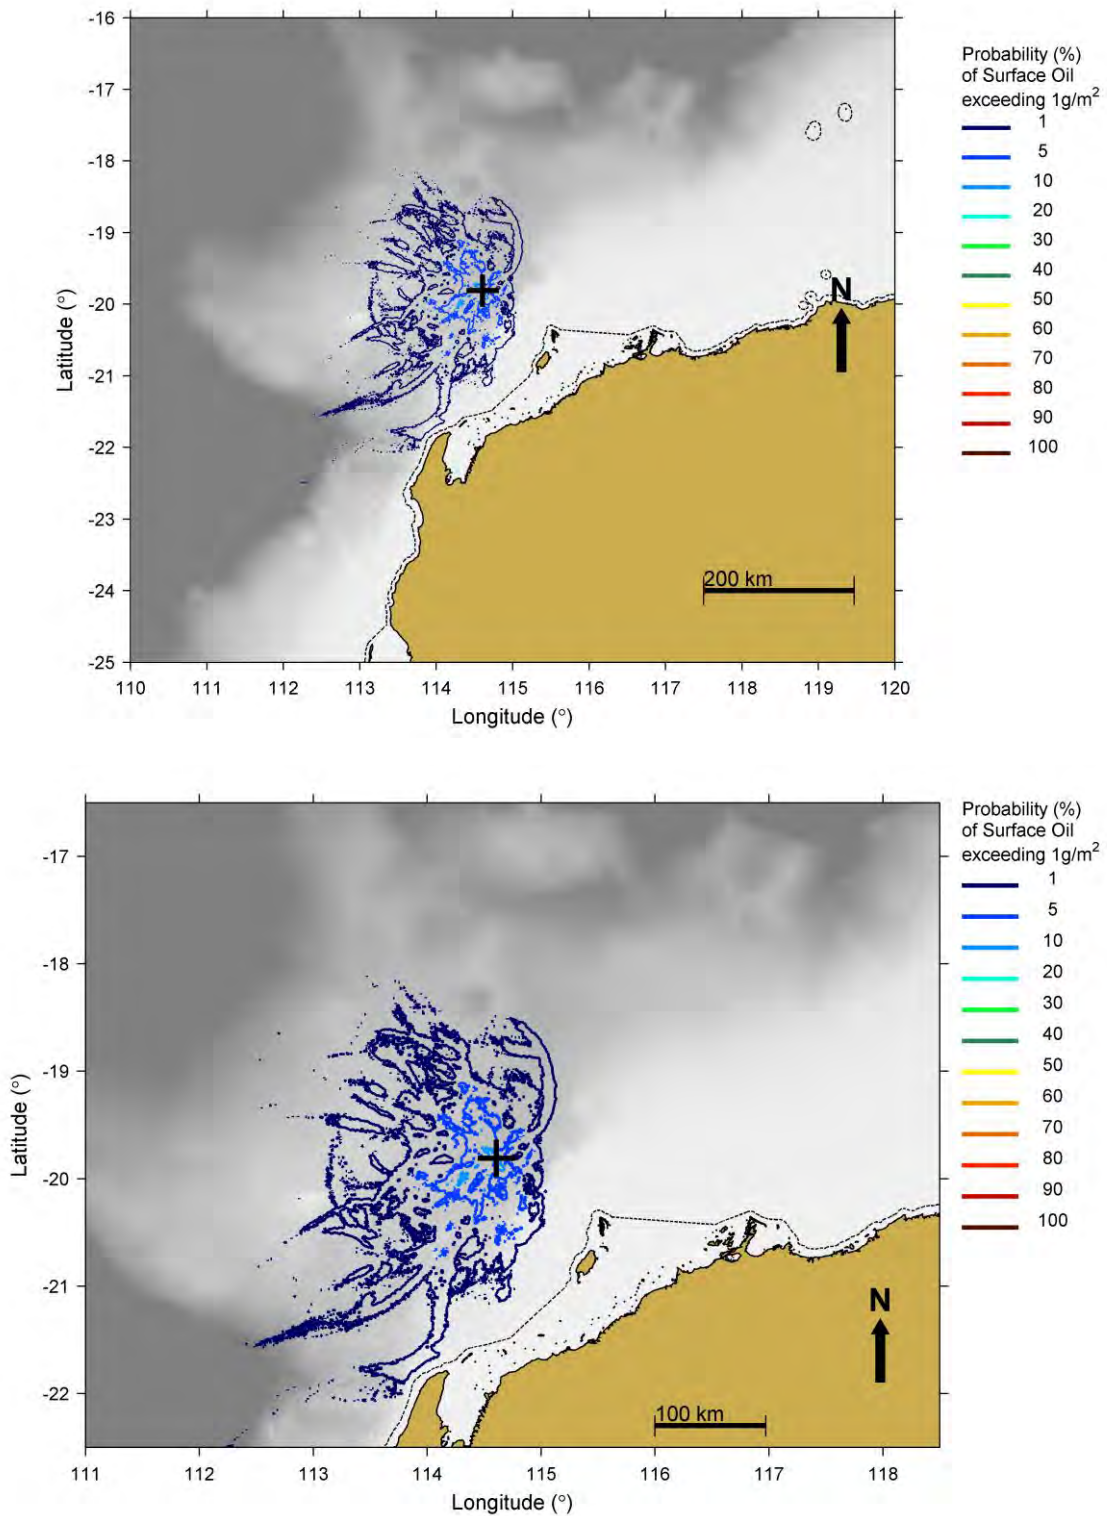 -16
-17
-18
-19
-20
-21
-22
-23
-24
-25
Latitude (°)
110 111 112 113 114 115 116 117 118 119 120
Longitude (°)
N
200 km
Probability (%)
of Surface Oil
exceeding 1g/m²
1
5
10
20
30
40
50
60
70
80
90
100
-17
-18
-19
-20
-21
-22
Latitude (°)
111 112 113 114 115 116 117 118
Longitude (°)
N
100 km
Probability (%)
of Surface Oil
exceeding 1g/m²
1
5
10
20
30
40
50
60
70
80
90
100